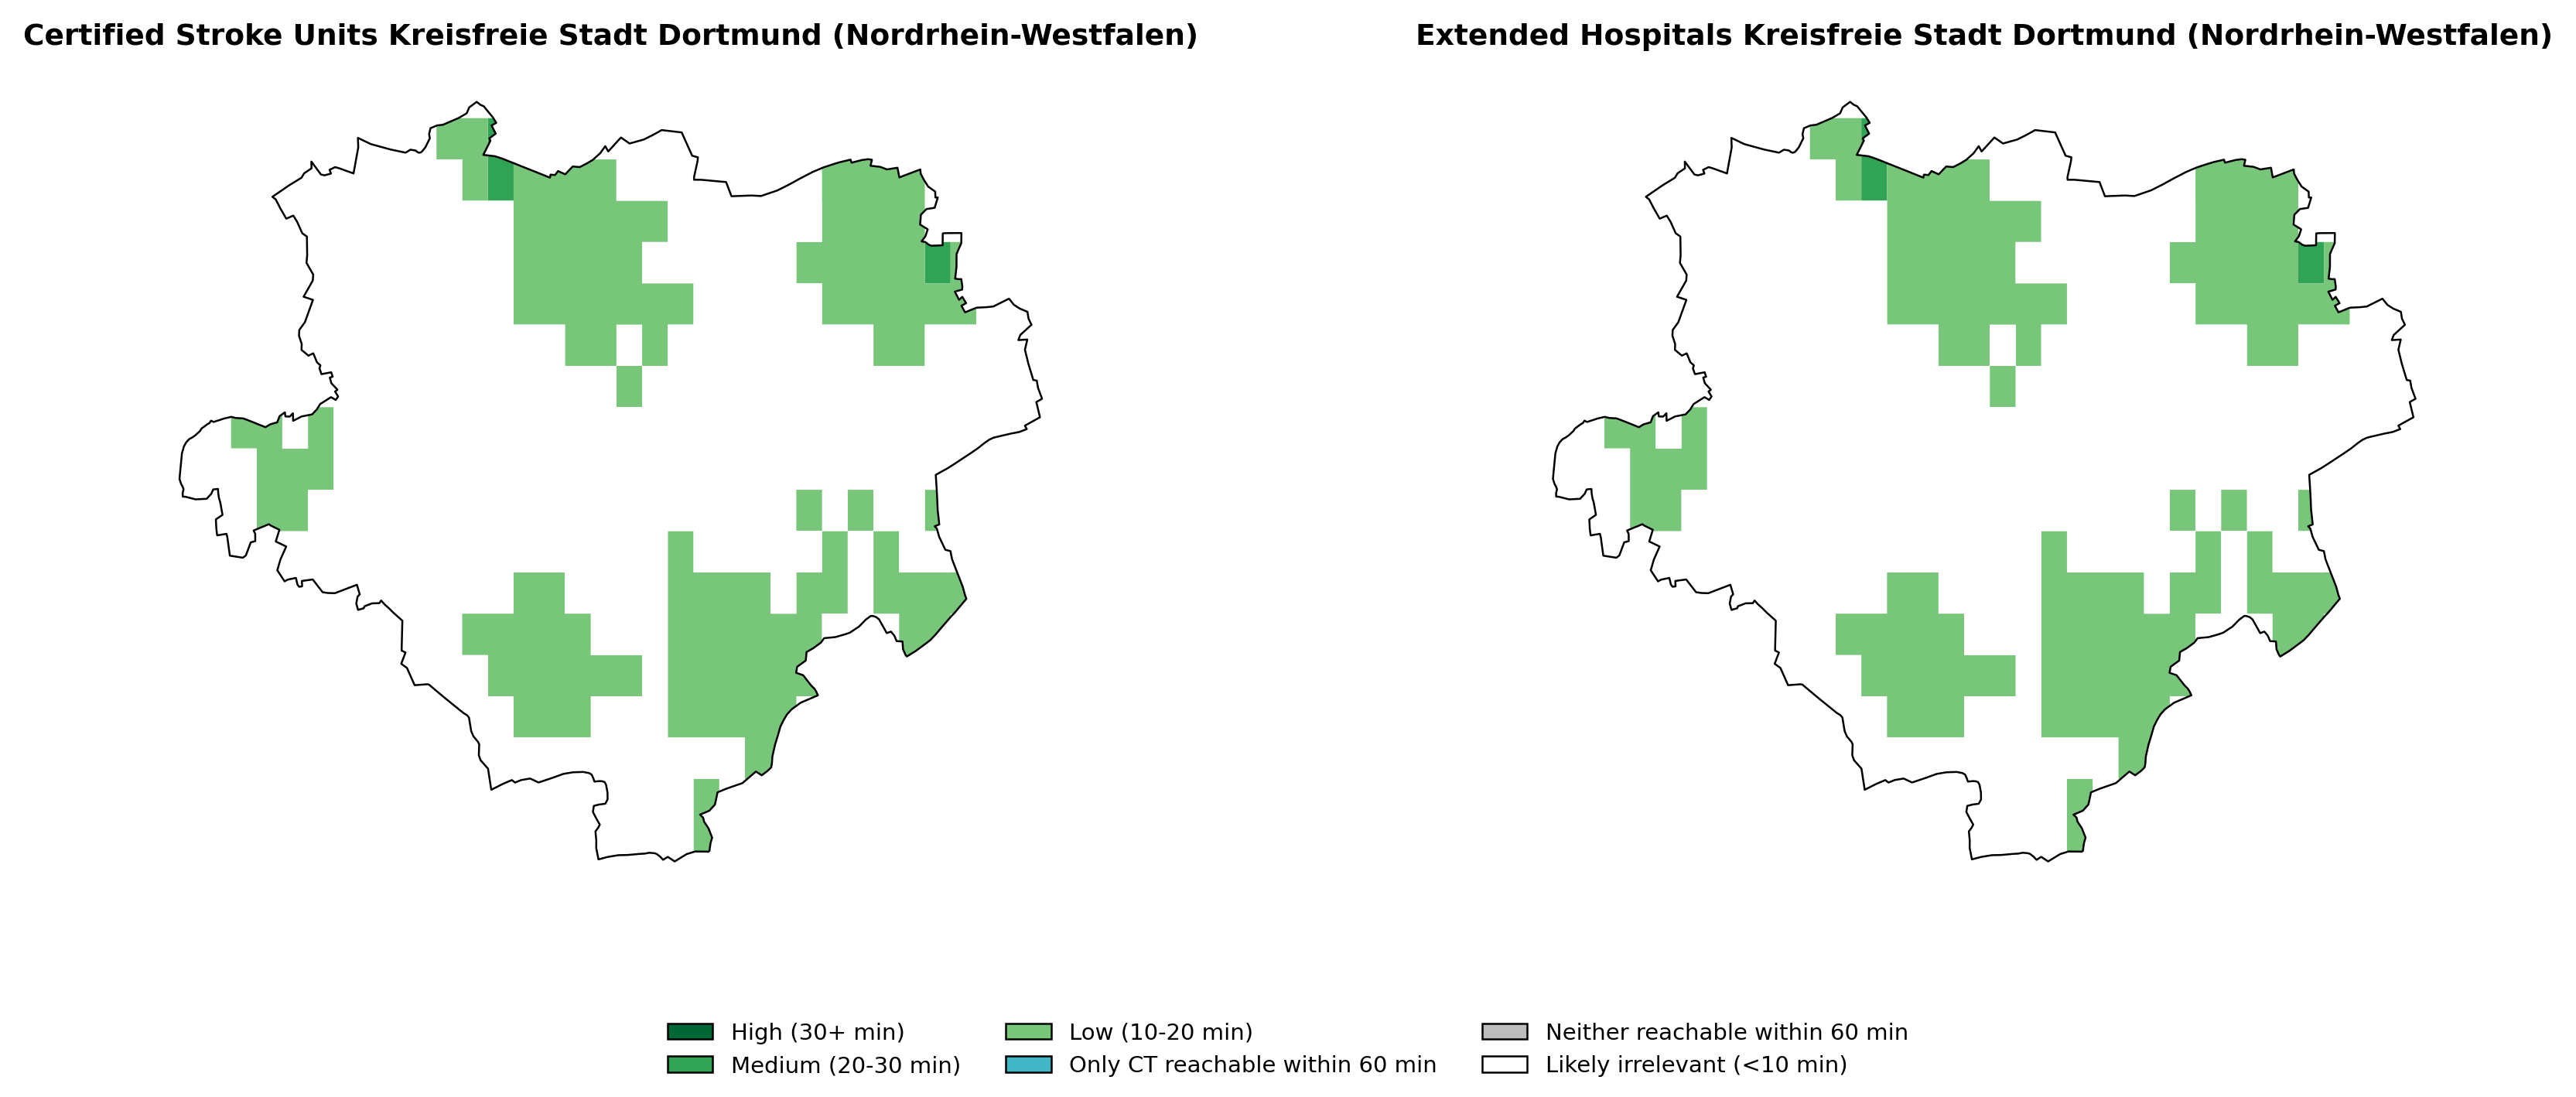 Certified Stroke Units Kreisfreie Stadt Dortmund (Nordrhein-Westfalen)
Extended Hospitals Kreisfreie Stadt Dortmund (Nordrhein-Westfalen)
High (30+ min)
Medium (20-30 min)
Low (10-20 min)
Only CT reachable within 60 min
Neither reachable within 60 min
Likely irrelevant (<10 min)